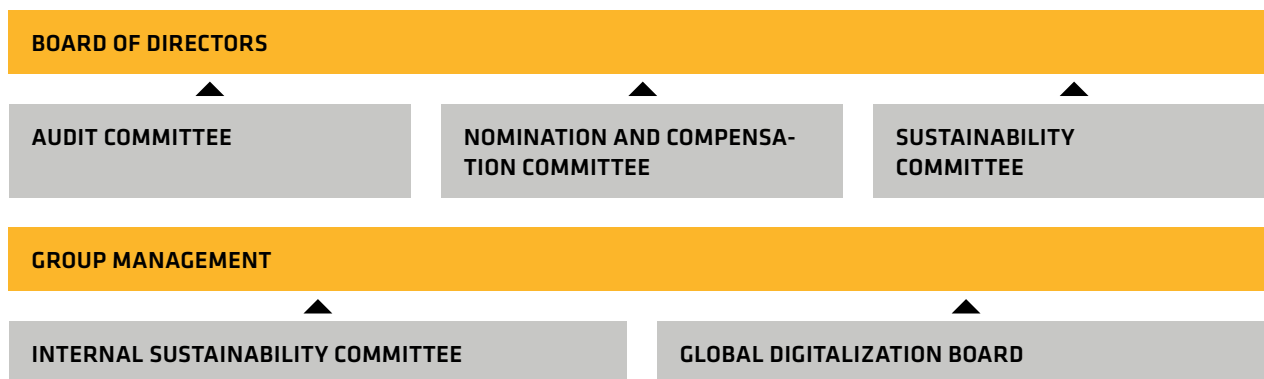 BOARD OF DIRECTORS
AUDIT COMMITTEE
NOMINATION AND COMPENSA-
TION COMMITTEE
SUSTAINABILITY
COMMITTEE
GROUP MANAGEMENT
INTERNAL SUSTAINABILITY COMMITTEE
GLOBAL DIGITALIZATION BOARD